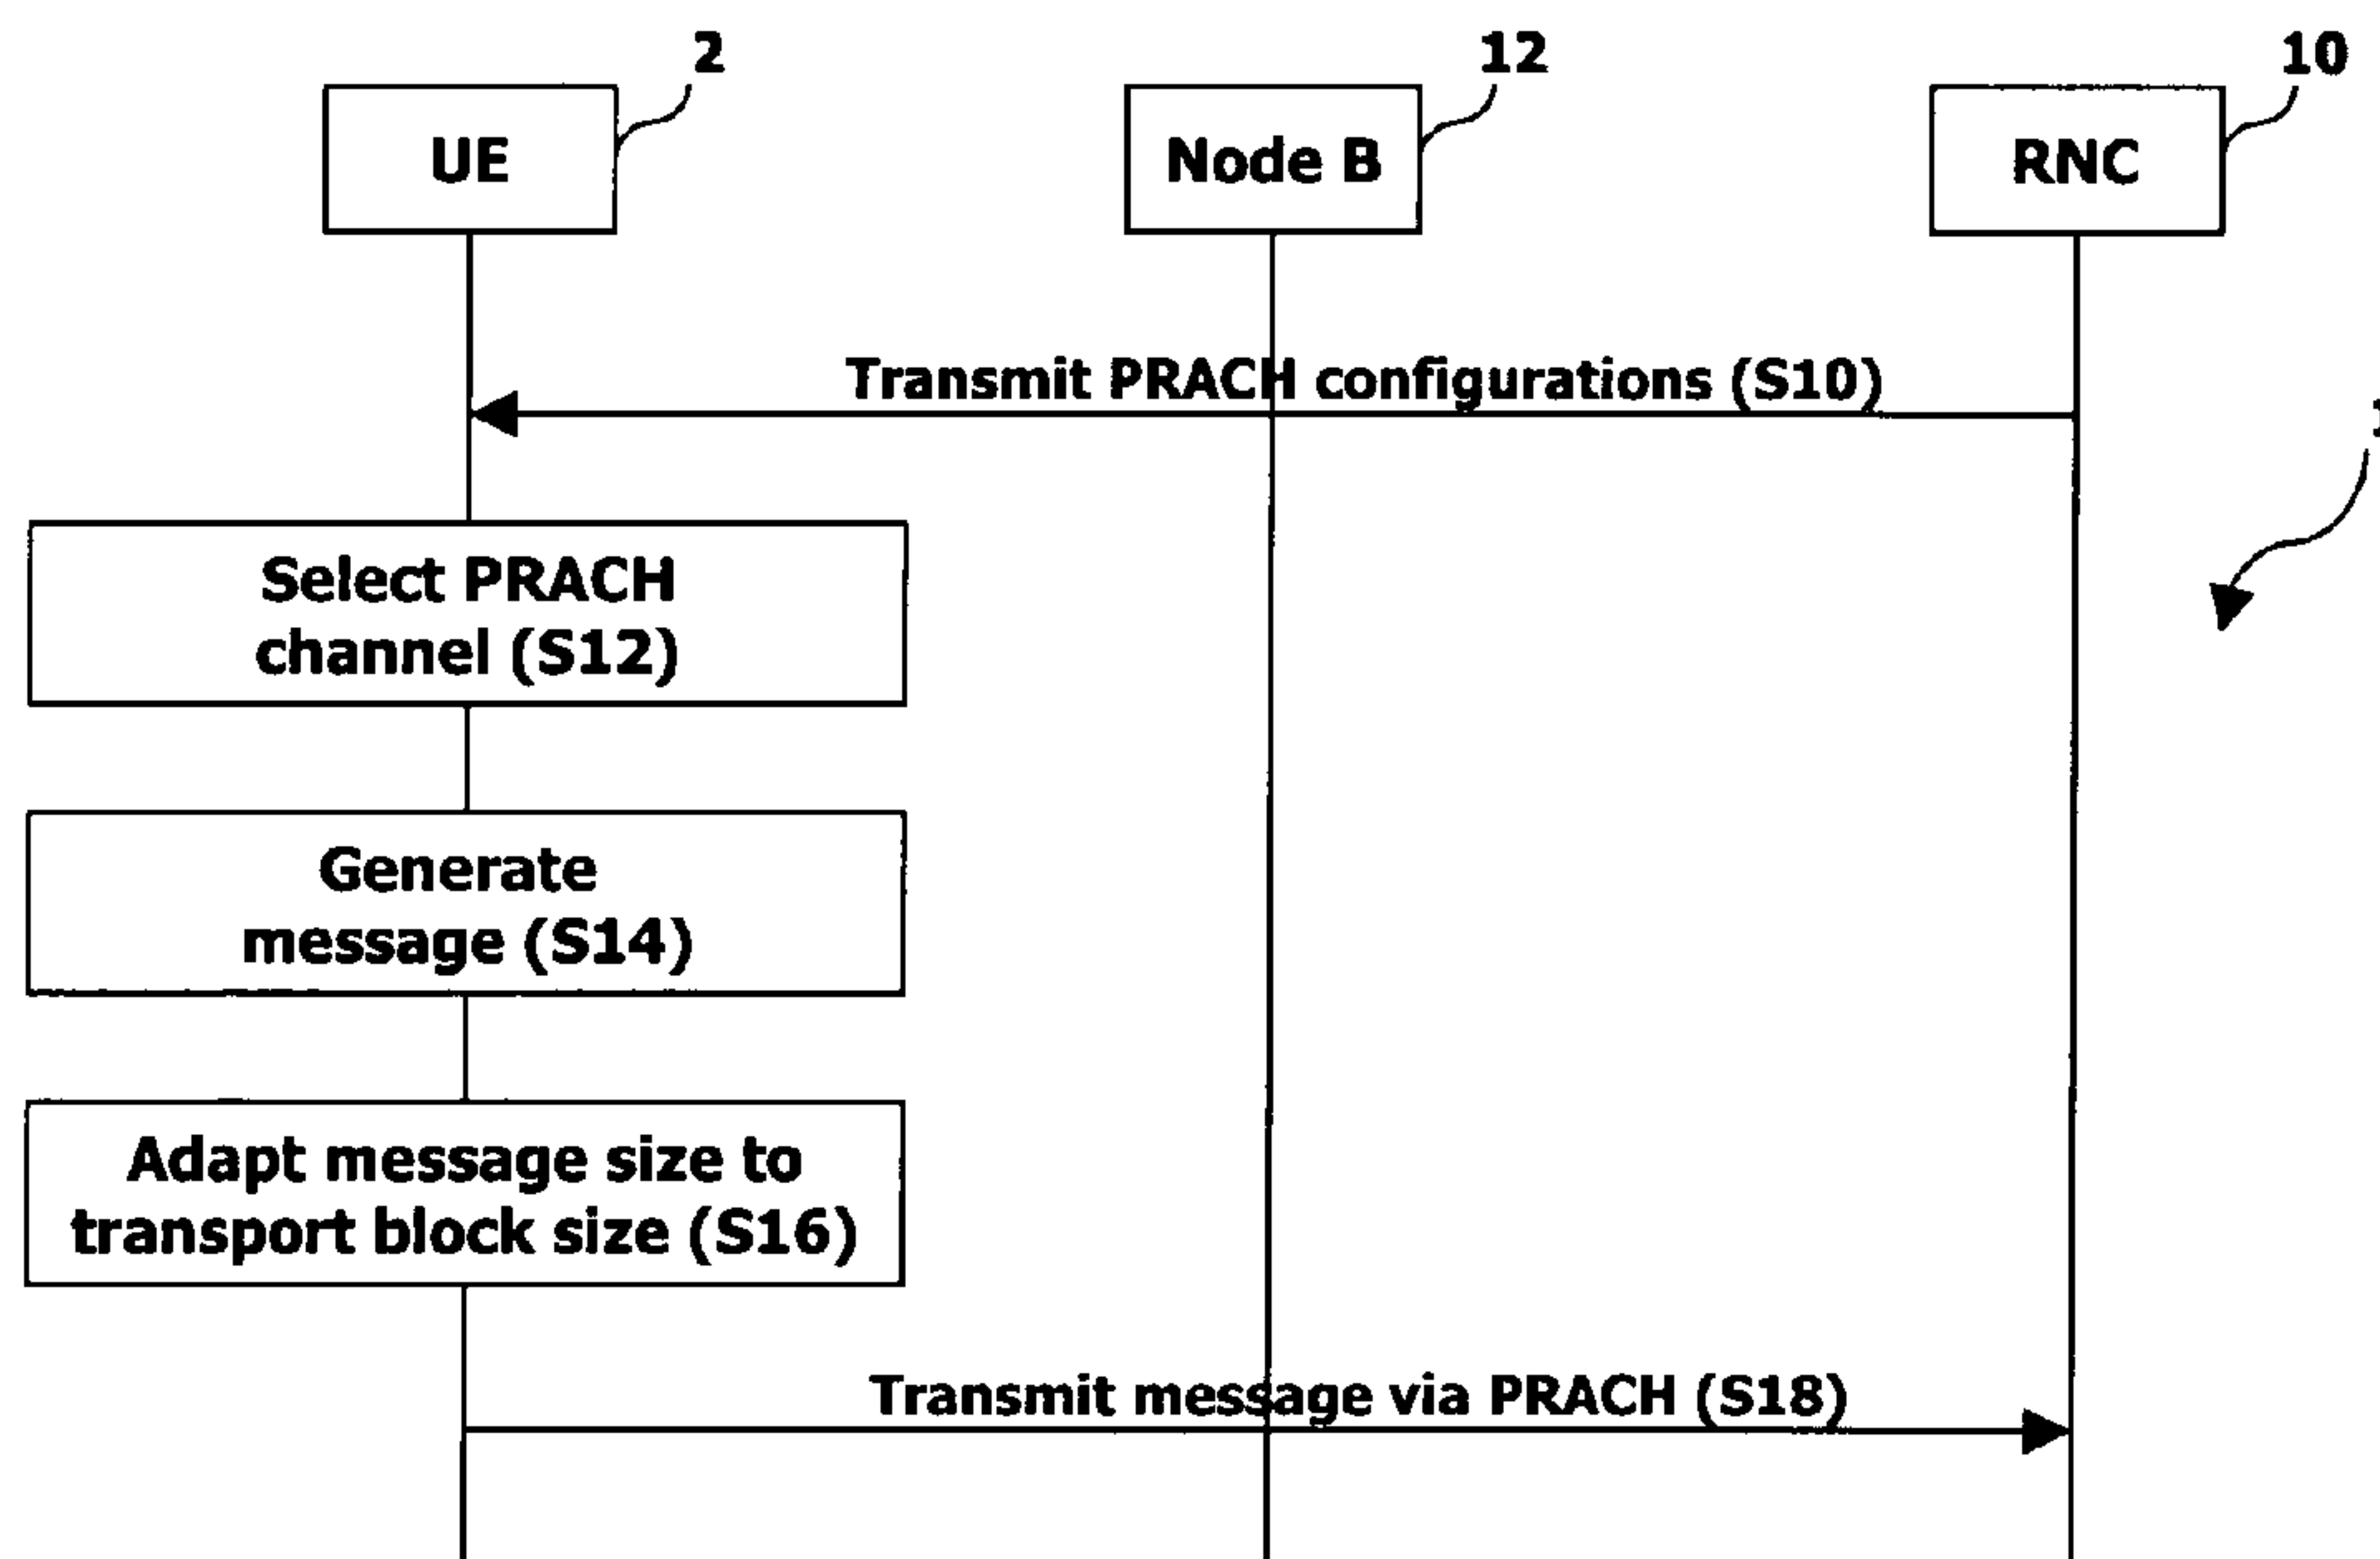 2
12
10
UE
Node B
RNC
Transmit PRACH configurations (S10)
Select PRACH
channel (S12)
Generate
message (S14)
Adapt message size to
transport block size (S16)
Transmit message via PRACH (S18)